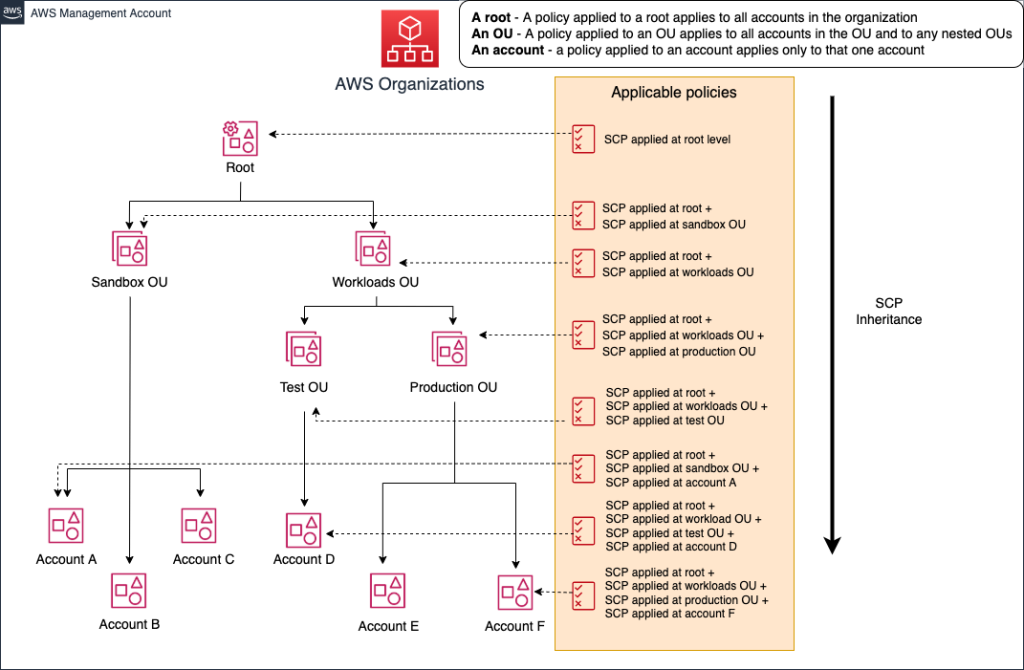 aws
AWS Management Account
A root - A policy applied to a root applies to all accounts in the organization
An OU - A policy applied to an OU applies to all accounts in the OU and to any nested OUs
An account - a policy applied to an account applies only to that one account
AWS Organizations
Applicable policies
SCP applied at root level
Root
SCP applied at root +
SCP applied at sandbox OU
SCP applied at root +
SCP applied at workloads OU
Sandbox OU
Workloads OU
SCP applied at root +
SCP applied at workloads OU +
SCP applied at production OU
SCP
Inheritance
Test OU
Production OU
SCP applied at root +
SCP applied at workloads OU +
SCP applied at test OU
SCP applied at root +
SCP applied at sandbox OU +
SCP applied at account A
SCP applied at root +
SCP applied at workload OU +
SCP applied at test OU +
SCP applied at account D
Account A
Account C
Account D
SCP applied at root +
SCP applied at workloads OU +
SCP applied at production OU +
SCP applied at account F
Account B
Account E
Account F